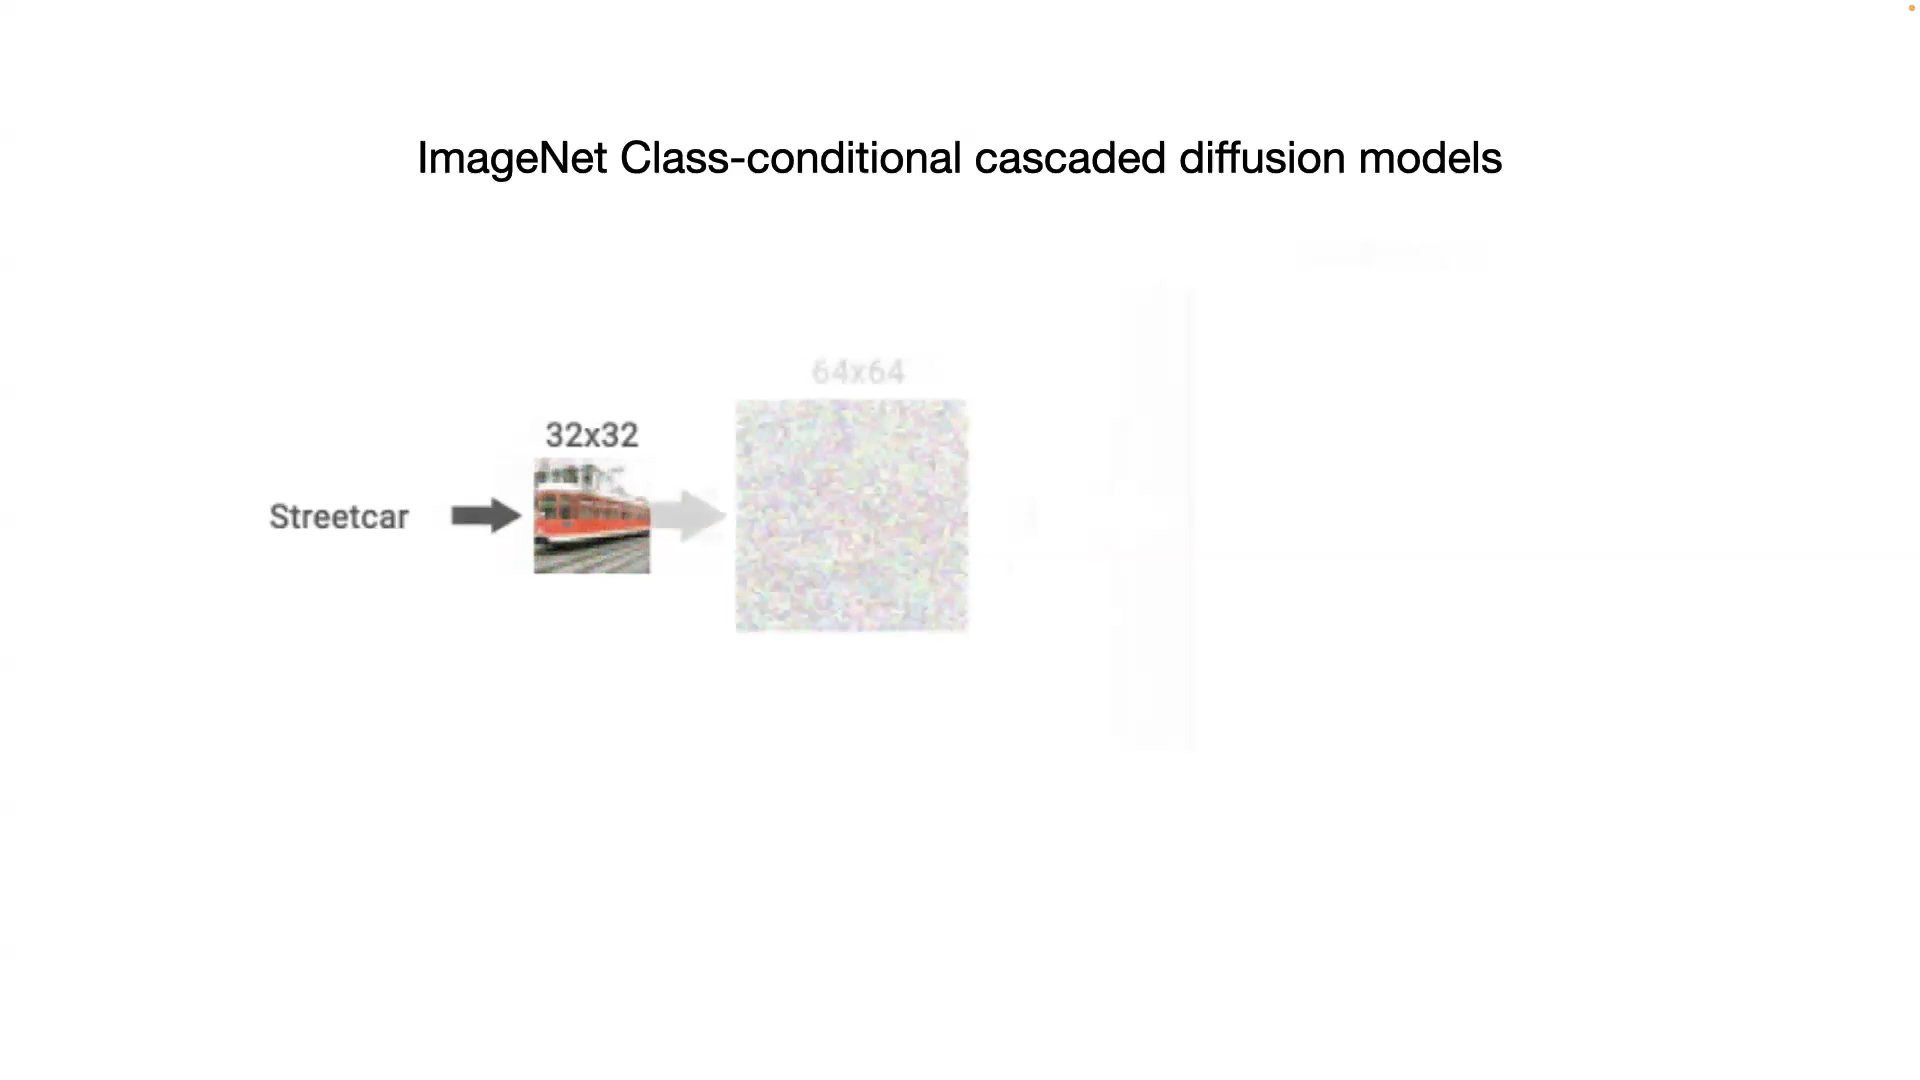 ImageNet Class-conditional cascaded diffusion models
64x64
32x32
Streetcar